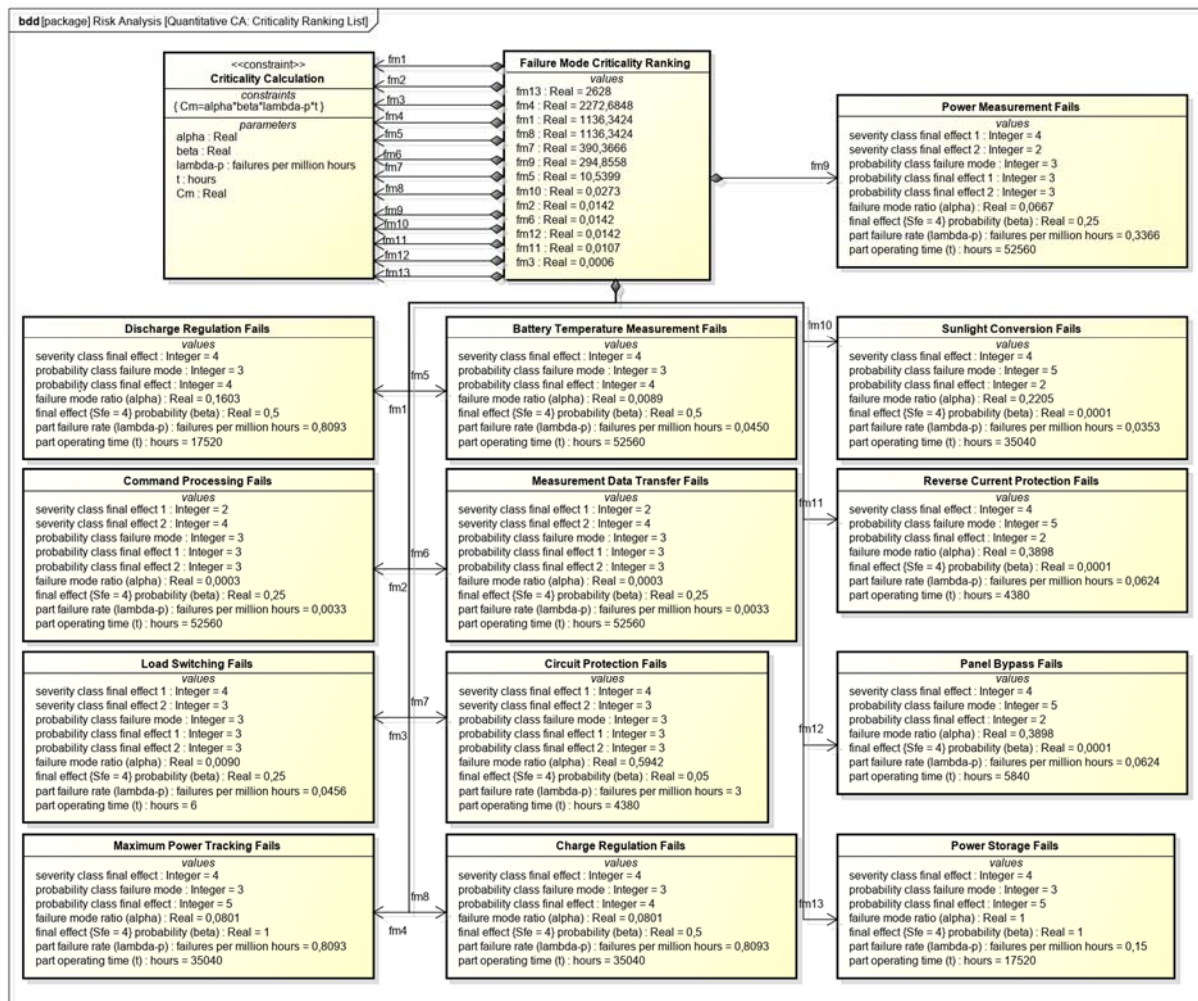 bdd [package] Risk Analysis [Quantitative CA: Criticality Ranking List]
<<constraint>>
Criticality Calculation
constraints
{ Cm=alpha*beta*lambda-p*t }
parameters
alpha : Real
beta : Real
lambda-p : failures per million hours
t : hours
Cm : Real
fm1
fm2
fm3
fm4
fm5
fm6
fm7
fm8
fm9
fm10
fm11
fm12
fm13
Failure Mode Criticality Ranking
values
fm13 : Real = 2628
fm4 : Real = 2272,6848
fm1 : Real = 1136,3424
fm8 : Real = 1136,3424
fm7 : Real = 390,3666
fm9 : Real = 294,8558
fm5 : Real = 10,5399
fm10 : Real = 0,0273
fm2 : Real = 0,0142
fm6 : Real = 0,0142
fm12 : Real = 0,0142
fm11 : Real = 0,0107
fm3 : Real = 0,0006
fm9
Power Measurement Fails
values
severity class final effect 1 : Integer = 4
severity class final effect 2 : Integer = 2
probability class failure mode : Integer = 3
probability class final effect 1 : Integer = 3
probability class final effect 2 : Integer = 3
failure mode ratio (alpha) : Real = 0,0667
final effect {Sfe = 4} probability (beta) : Real = 0,25
part failure rate (lambda-p) : failures per million hours = 0,3366
part operating time (t) : hours = 52560
Discharge Regulation Fails
values
severity class final effect : Integer = 4
probability class failure mode : Integer = 3
probability class final effect : Integer = 4
failure mode ratio (alpha) : Real = 0,1603
final effect {Sfe = 4} probability (beta) : Real = 0,5
part failure rate (lambda-p) : failures per million hours = 0,8093
part operating time (t) : hours = 17520
fm5
fm1
Battery Temperature Measurement Fails
values
severity class final effect : Integer = 4
probability class failure mode : Integer = 3
probability class final effect : Integer = 4
failure mode ratio (alpha) : Real = 0,0089
final effect {Sfe = 4} probability (beta) : Real = 0,5
part failure rate (lambda-p) : failures per million hours = 0,0450
part operating time (t) : hours = 52560
fm10
Sunlight Conversion Fails
values
severity class final effect : Integer = 4
probability class failure mode : Integer = 5
probability class final effect : Integer = 2
failure mode ratio (alpha) : Real = 0,2205
final effect {Sfe = 4} probability (beta) : Real = 0,0001
part failure rate (lambda-p) : failures per million hours = 0,0353
part operating time (t) : hours = 35040
Command Processing Fails
values
severity class final effect 1 : Integer = 2
severity class final effect 2 : Integer = 4
probability class failure mode : Integer = 3
probability class final effect 1 : Integer = 3
probability class final effect 2 : Integer = 3
failure mode ratio (alpha) : Real = 0,0003
final effect {Sfe = 4} probability (beta) : Real = 0,25
part failure rate (lambda-p) : failures per million hours = 0,0033
part operating time (t) : hours = 52560
fm6
fm2
Measurement Data Transfer Fails
values
severity class final effect 1 : Integer = 2
severity class final effect 2 : Integer = 4
probability class failure mode : Integer = 3
probability class final effect 1 : Integer = 3
probability class final effect 2 : Integer = 3
failure mode ratio (alpha) : Real = 0,0003
final effect {Sfe = 4} probability (beta) : Real = 0,25
part failure rate (lambda-p) : failures per million hours = 0,0033
part operating time (t) : hours = 52560
fm11
Reverse Current Protection Fails
values
severity class final effect : Integer = 4
probability class failure mode : Integer = 5
probability class final effect : Integer = 2
failure mode ratio (alpha) : Real = 0,3898
final effect {Sfe = 4} probability (beta) : Real = 0,0001
part failure rate (lambda-p) : failures per million hours = 0,0624
part operating time (t) : hours = 4380
Load Switching Fails
values
severity class final effect 1 : Integer = 4
severity class final effect 2 : Integer = 3
probability class failure mode : Integer = 3
probability class final effect 1 : Integer = 3
probability class final effect 2 : Integer = 3
failure mode ratio (alpha) : Real = 0,0090
final effect {Sfe = 4} probability (beta) : Real = 0,25
part failure rate (lambda-p) : failures per million hours = 0,0456
part operating time (t) : hours = 6
fm7
fm3
Circuit Protection Fails
values
severity class final effect 1 : Integer = 4
severity class final effect 2 : Integer = 3
probability class failure mode : Integer = 3
probability class final effect 1 : Integer = 3
probability class final effect 2 : Integer = 3
failure mode ratio (alpha) : Real = 0,5942
final effect {Sfe = 4} probability (beta) : Real = 0,05
part failure rate (lambda-p) : failures per million hours = 3
part operating time (t) : hours = 4380
fm12
Panel Bypass Fails
values
severity class final effect : Integer = 4
probability class failure mode : Integer = 5
probability class final effect : Integer = 2
failure mode ratio (alpha) : Real = 0,3898
final effect {Sfe = 4} probability (beta) : Real = 0,0001
part failure rate (lambda-p) : failures per million hours = 0,0624
part operating time (t) : hours = 5840
Maximum Power Tracking Fails
values
severity class final effect : Integer = 4
probability class failure mode : Integer = 3
probability class final effect : Integer = 5
failure mode ratio (alpha) : Real = 0,0801
final effect {Sfe = 4} probability (beta) : Real = 1
part failure rate (lambda-p) : failures per million hours = 0,8093
part operating time (t) : hours = 35040
fm8
fm4
Charge Regulation Fails
values
severity class final effect : Integer = 4
probability class failure mode : Integer = 3
probability class final effect : Integer = 4
failure mode ratio (alpha) : Real = 0,0801
final effect {Sfe = 4} probability (beta) : Real = 0,5
part failure rate (lambda-p) : failures per million hours = 0,8093
part operating time (t) : hours = 35040
fm13
Power Storage Fails
values
severity class final effect : Integer = 4
probability class failure mode : Integer = 3
probability class final effect : Integer = 5
failure mode ratio (alpha) : Real = 1
final effect {Sfe = 4} probability (beta) : Real = 1
part failure rate (lambda-p) : failures per million hours = 0,15
part operating time (t) : hours = 17520